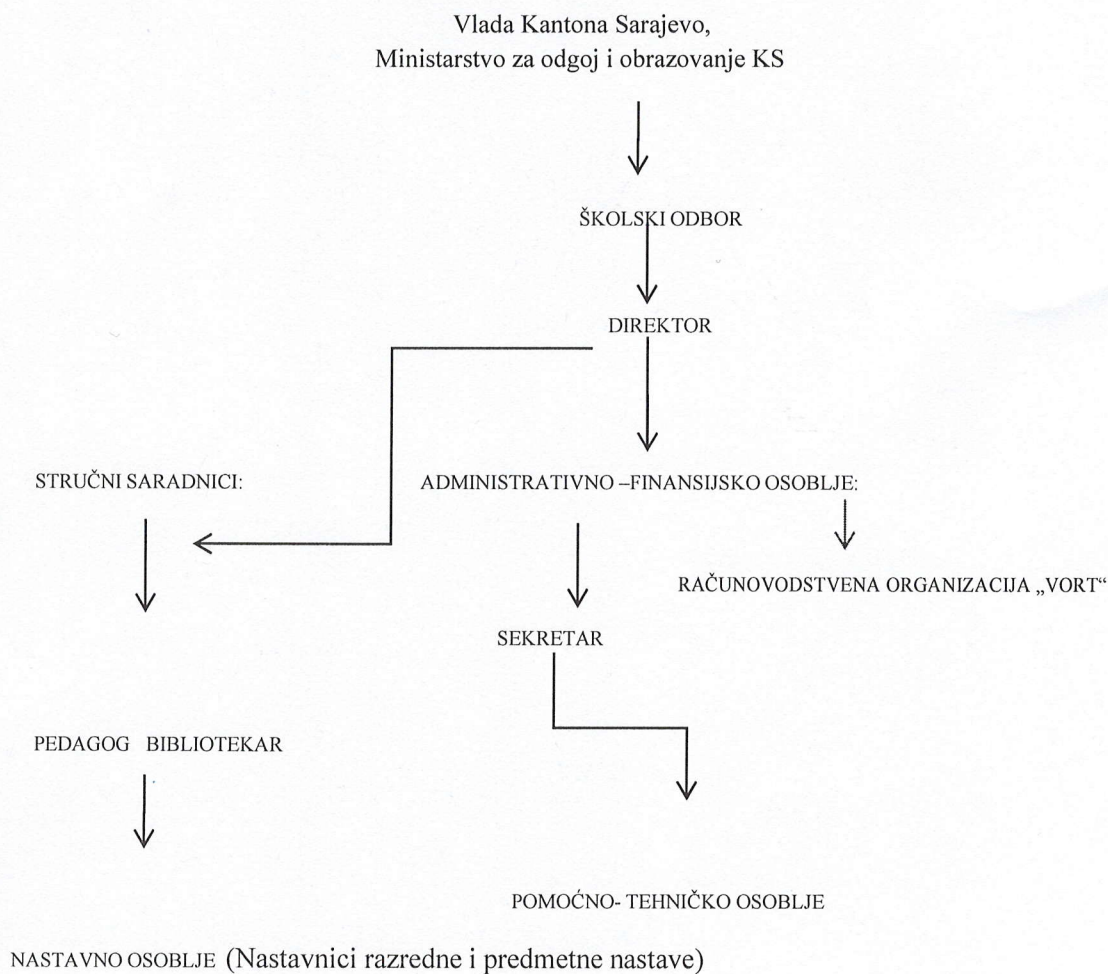 Vlada Kantona Sarajevo,
Ministarstvo za odgoj i obrazovanje KS
ŠKOLSKI ODBOR
DIREKTOR
STRUČNI SARADNICI:
ADMINISTRATIVNO –FINANSIJSKO OSOBLJE:
RAČUNOVODSTVENA ORGANIZACIJA „VORT“
SEKRETAR
PEDAGOG BIBLIOTEKAR
POMOĆNO- TEHNIČKO OSOBLJE
NASTAVNO OSOBLJE (Nastavnici razredne i predmetne nastave)